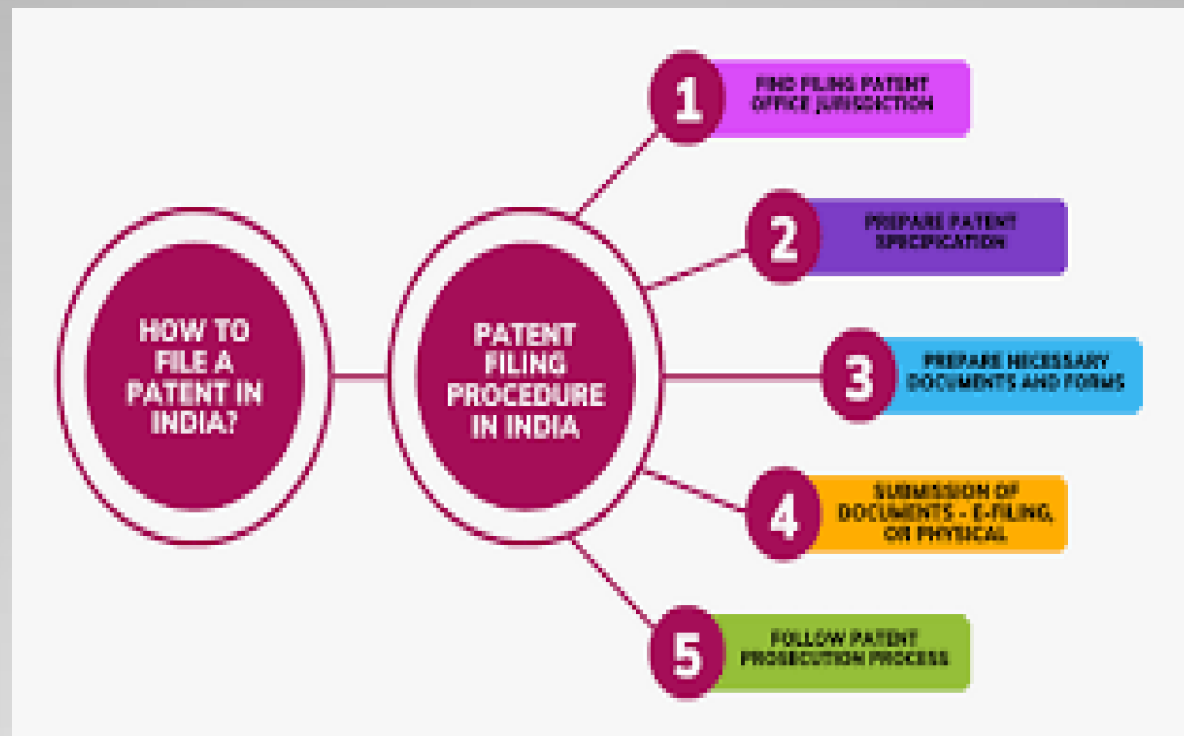 HOW TO
FILE A
PATENT IN
INDIA?
PATENT
FILING
PROCEDURE
IN INDIA
1
FIND FILING PATENT
OFFICE JURISDICTION
2
PREPARE PATENT
SPECIFICATION
3
PREPARE NECESSARY
DOCUMENTS AND FORMS
4
SUBMISSION OF
DOCUMENTS - E-FILING,
OR PHYSICAL
5
FOLLOW PATENT
PROSECUTION PROCESS